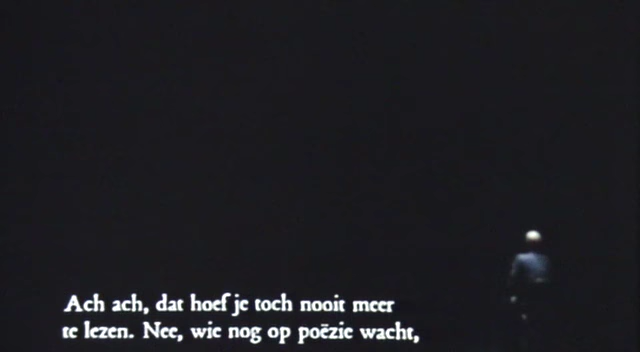 Ach ach, dat hoef je toch nooit meer
te lezen. Nee, wie nog op poëzie wacht,